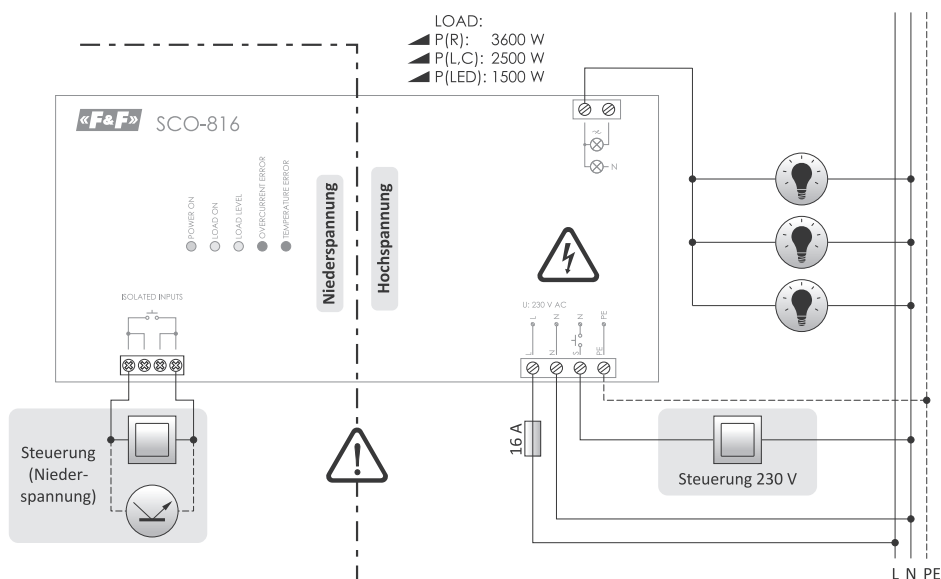 LOAD:
P(R): 3600 W
P(L,C): 2500 W
P(LED): 1500 W
«F&F» SCO-816
POWER ON
LOAD ON
LOAD LEVEL
OVERCURRENT ERROR
TEMPERATURE ERROR
Niederspannung
Hochspannung
N
ISOLATED INPUTS
U: 230 V AC
L N N PE
L N S PE
16 A
Steuerung
(Nieder-
spannung)
Steuerung 230 V
L N PE